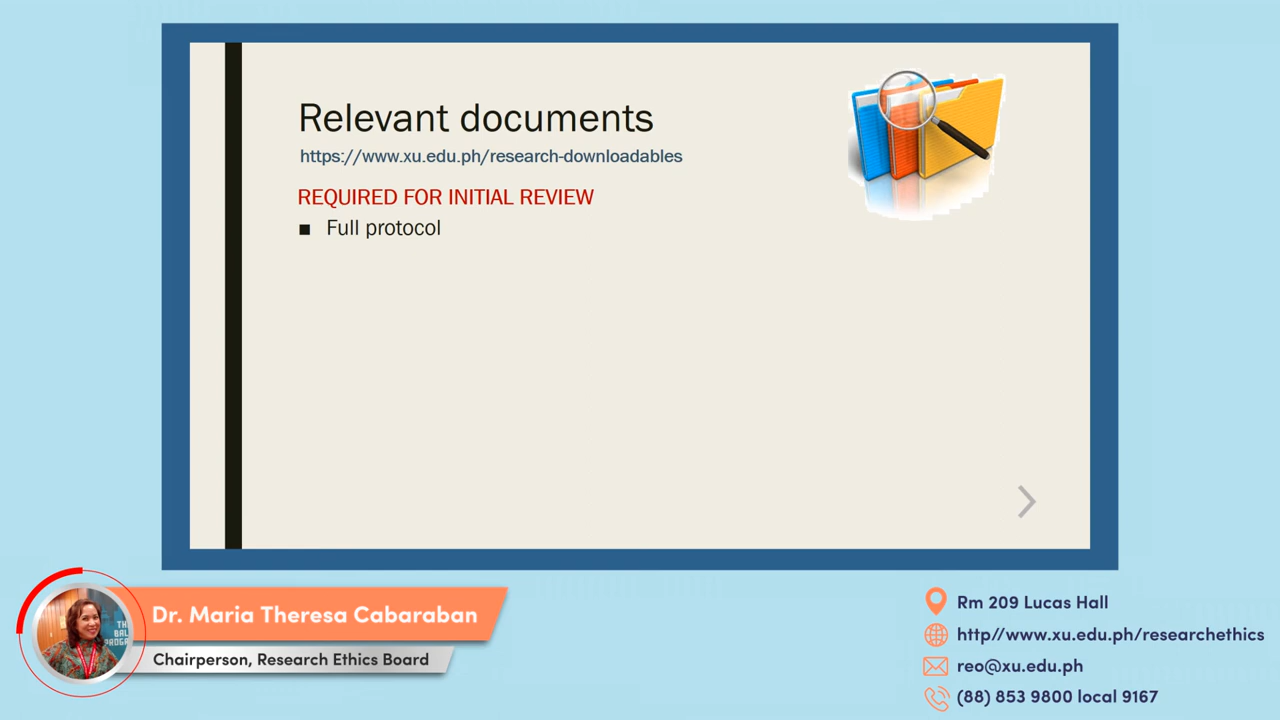 Relevant documents
https://www.xu.edu.ph/research-downloadables
REQUIRED FOR INITIAL REVIEW
■ Full protocol
Dr. Maria Theresa Cabaraban
Chairperson, Research Ethics Board
Rm 209 Lucas Hall
http//www.xu.edu.ph/researchethics
reo@xu.edu.ph
(88) 853 9800 local 9167